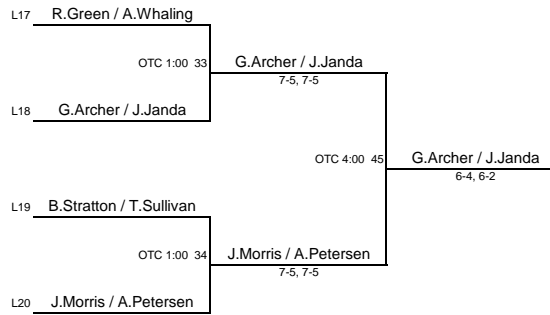 L17 R.Green / A.Whaling
OTC 1:00 33 G.Archer / J.Janda
7-5, 7-5
L18 G.Archer / J.Janda
OTC 4:00 45 G.Archer / J.Janda
6-4, 6-2
L19 B.Stratton / T.Sullivan
OTC 1:00 34 J.Morris / A.Petersen
7-5, 7-5
L20 J.Morris / A.Petersen